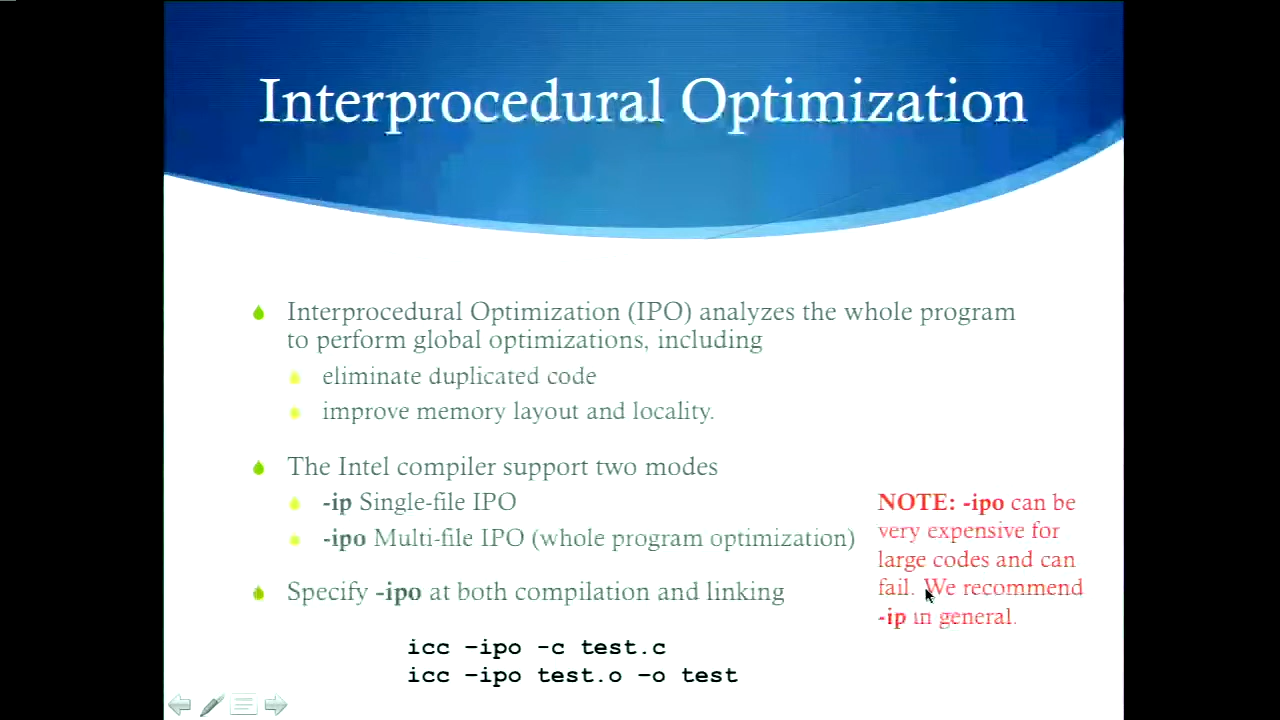 Interprocedural Optimization
Interprocedural Optimization (IPO) analyzes the whole program
to perform global optimizations, including
eliminate duplicated code
improve memory layout and locality.
The Intel compiler support two modes
-ip Single-file IPO
-ipo Multi-file IPO (whole program optimization)
Specify -ipo at both compilation and linking
icc –ipo -c test.c
icc –ipo test.o –o test
NOTE: -ipo can be
very expensive for
large codes and can
fail. We recommend
-ip in general.